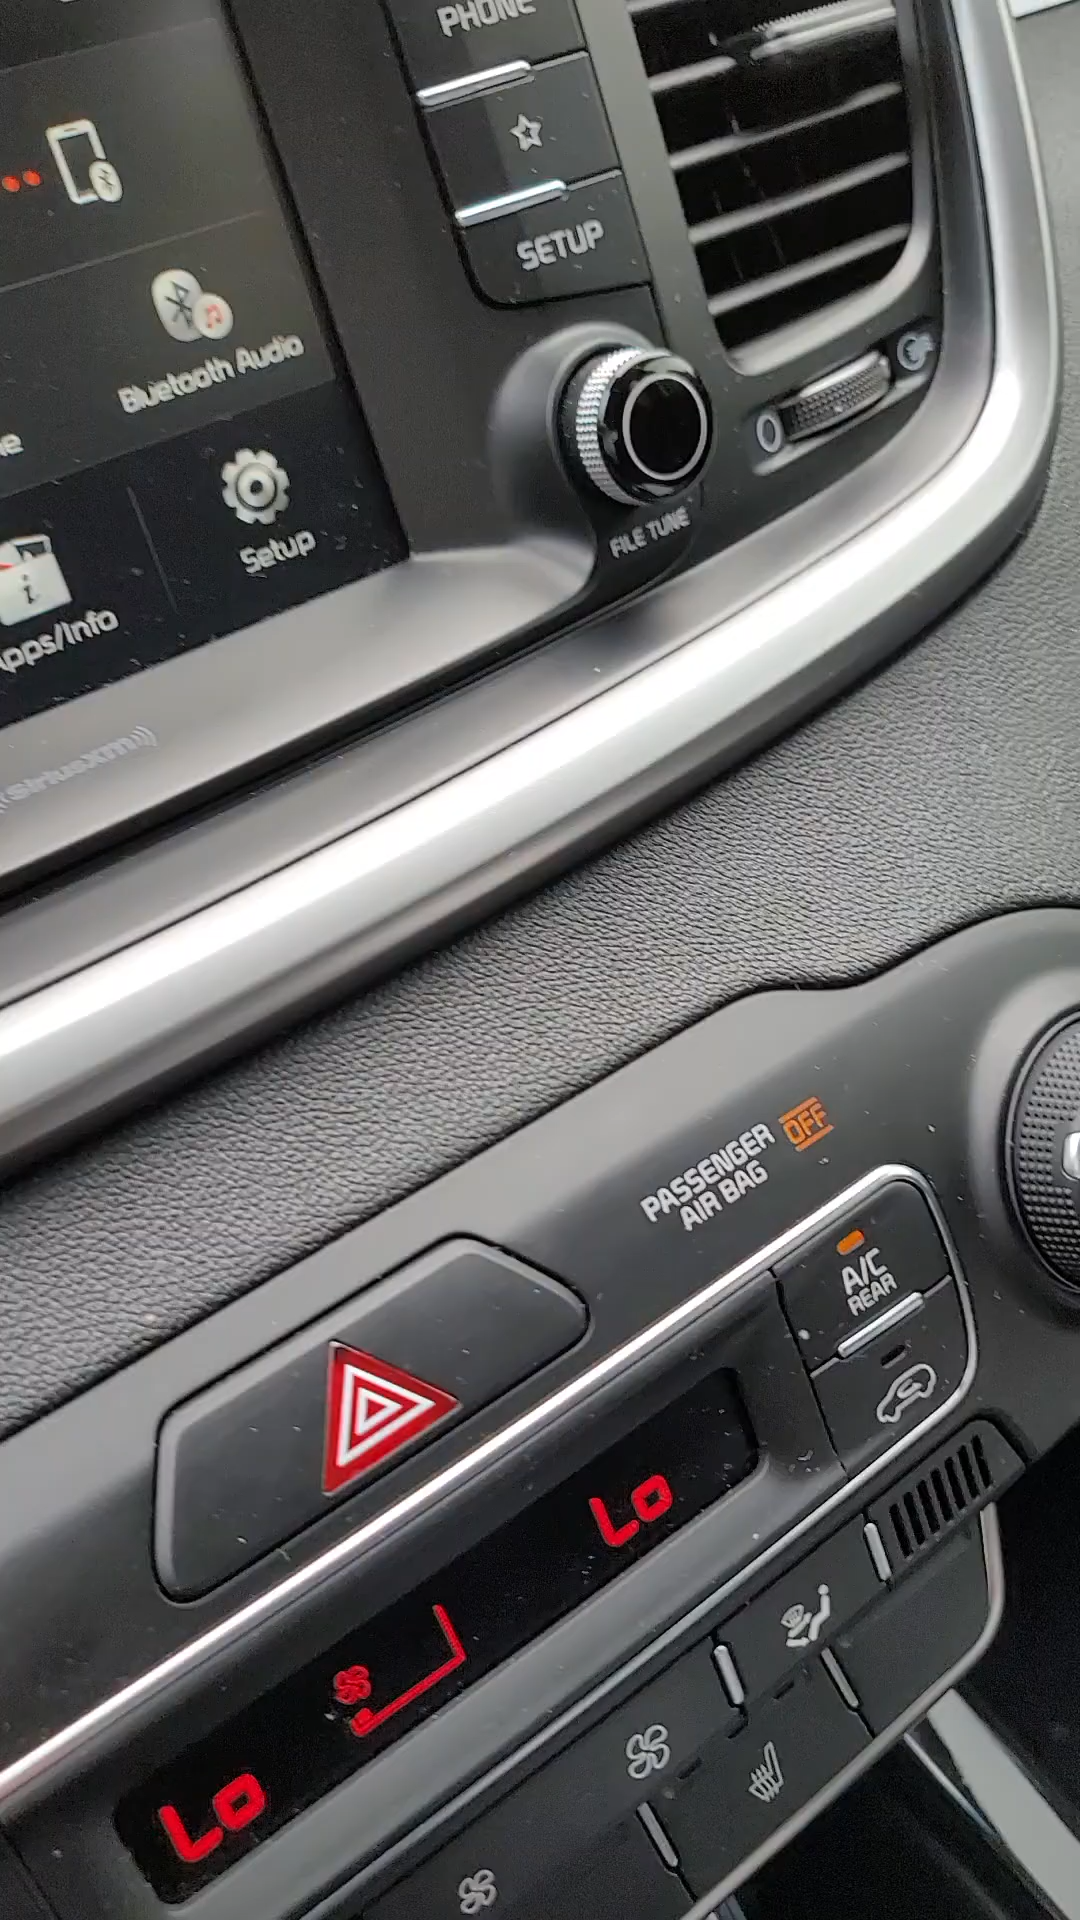 PHONE
SETUP
Bluetooth Audio
Setup
Apps/Info
FILE TUNE
((siriusxm))
PASSENGER OFF
AIR BAG
A/C
REAR
Lo
Lo